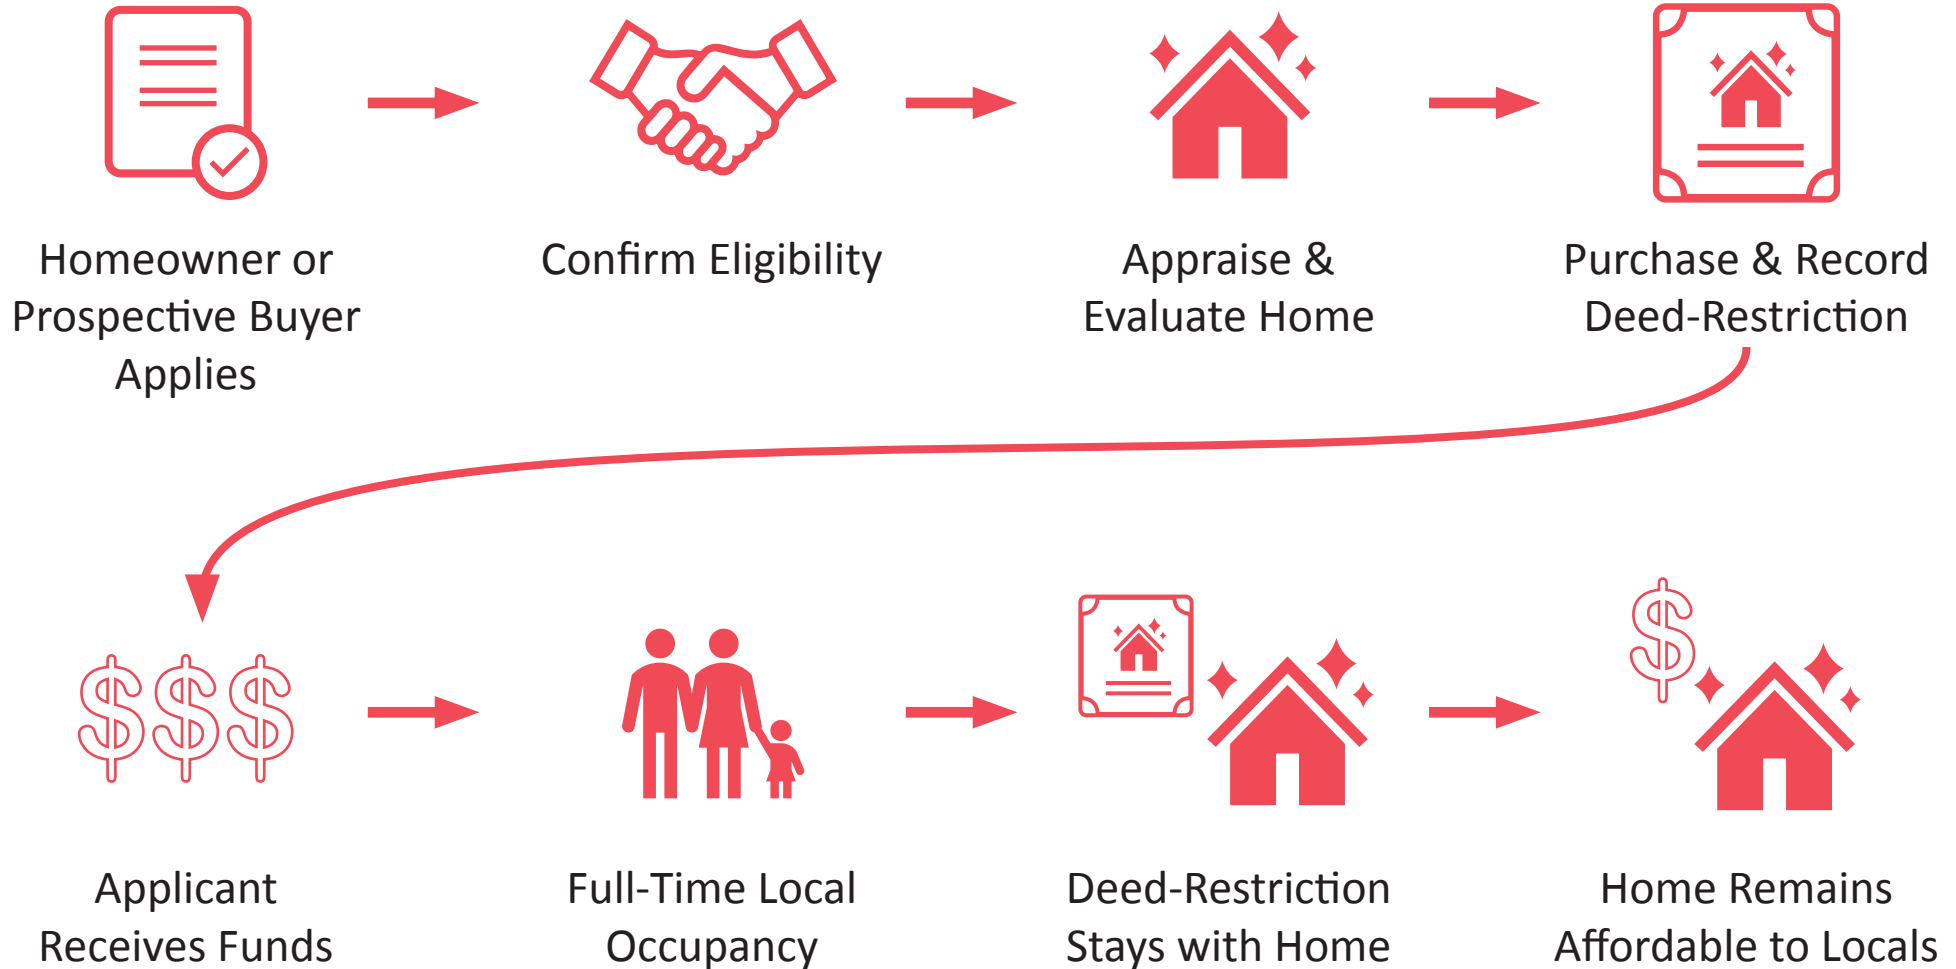 Homeowner or
Prospective Buyer
Applies
Confirm Eligibility
Appraise &
Evaluate Home
Purchase & Record
Deed-Restriction
$$$
Applicant
Receives Funds
Full-Time Local
Occupancy
Deed-Restriction
Stays with Home
$
Home Remains
Affordable to Locals